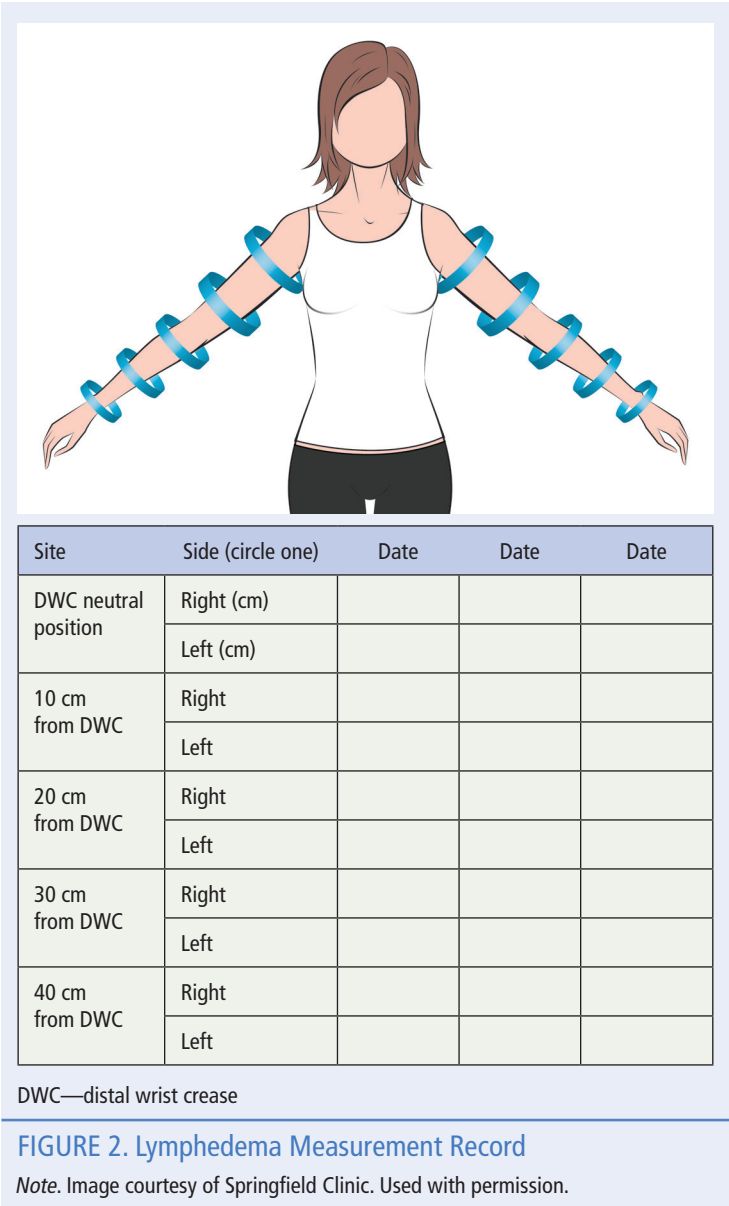 Site Side (circle one) Date Date Date
DWC neutral position Right (cm)
Left (cm)
10 cm from DWC Right
Left
20 cm from DWC Right
Left
30 cm from DWC Right
Left
40 cm from DWC Right
Left
DWC—distal wrist crease
FIGURE 2. Lymphedema Measurement Record
Note. Image courtesy of Springfield Clinic. Used with permission.